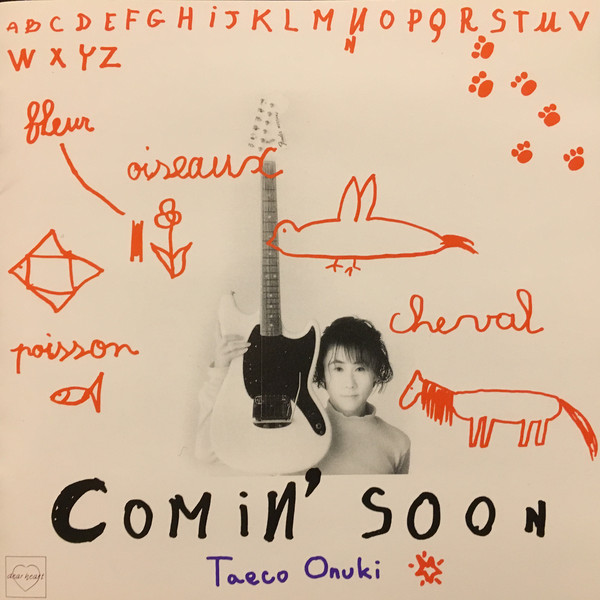 A B C D E F G H i J K L M N O P Q R S T U V
N
W X Y Z
fleur
oiseaux
cheval
poisson
COMiN' SOON
Taeco Onuki
dear heart